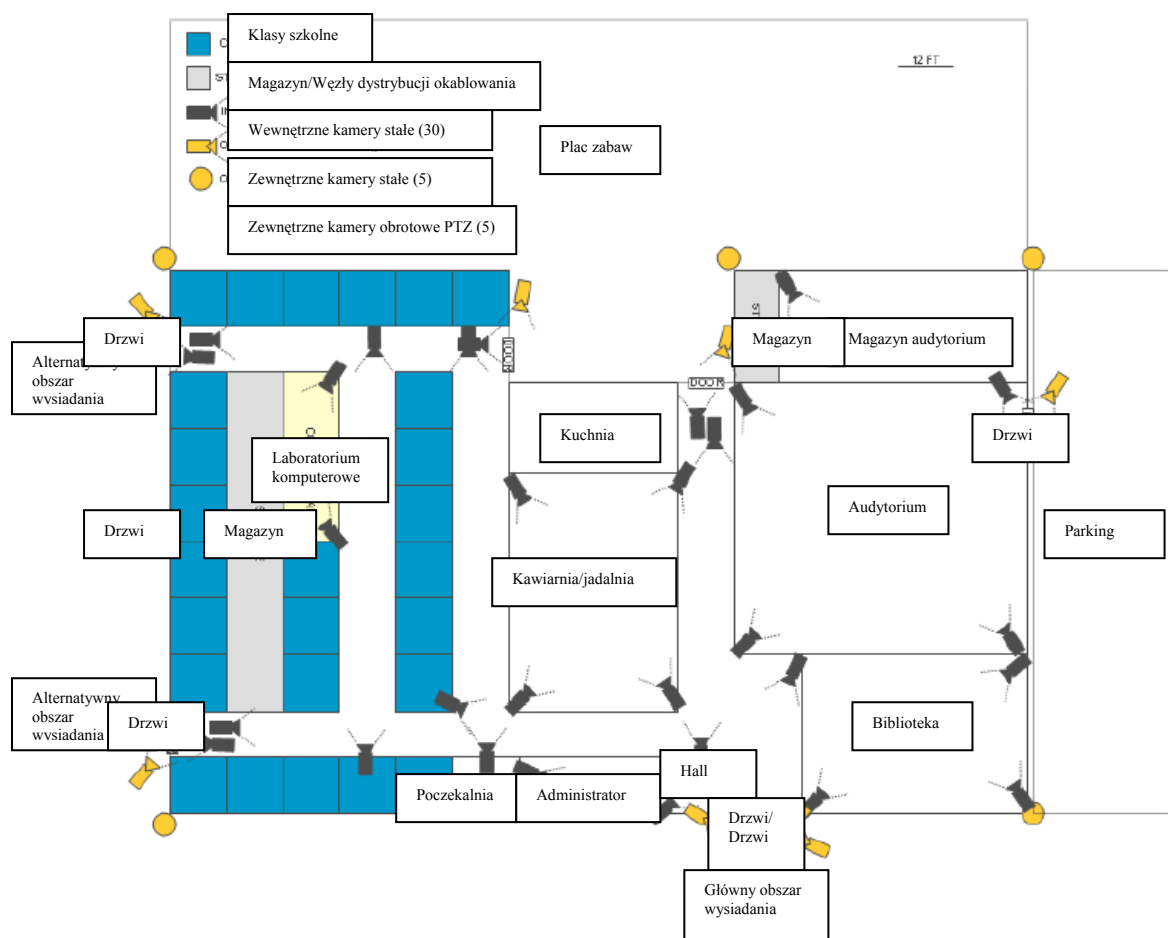 Klasy szkolne
12 FT
Magazyn/Węzły dystrybucji okablowania
Wewnętrzne kamery stałe (30)
Plac zabaw
Zewnętrzne kamery stałe (5)
Zewnętrzne kamery obrotowe PTZ (5)
Drzwi
Magazyn
Magazyn audytorium
Alternatywny
obszar
wysiadania
DOOR
DOOR
Kuchnia
Drzwi
Laboratorium
komputerowe
Audytorium
Drzwi
Magazyn
Parking
Kawiarnia/jadalnia
Alternatywny
obszar
wysiadania
Drzwi
Biblioteka
Hall
Poczekalnia
Administrator
Drzwi/
Drzwi
Główny obszar
wysiadania